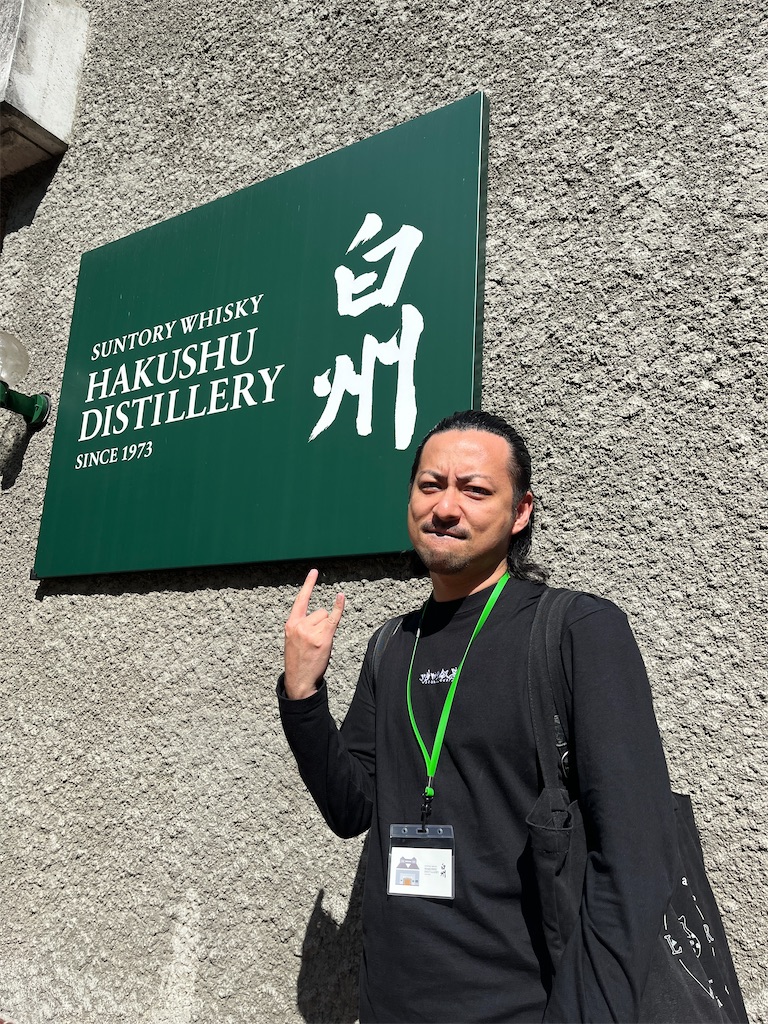 SUNTORY WHISKY
HAKUSHU
DISTILLERY
SINCE 1973
白州